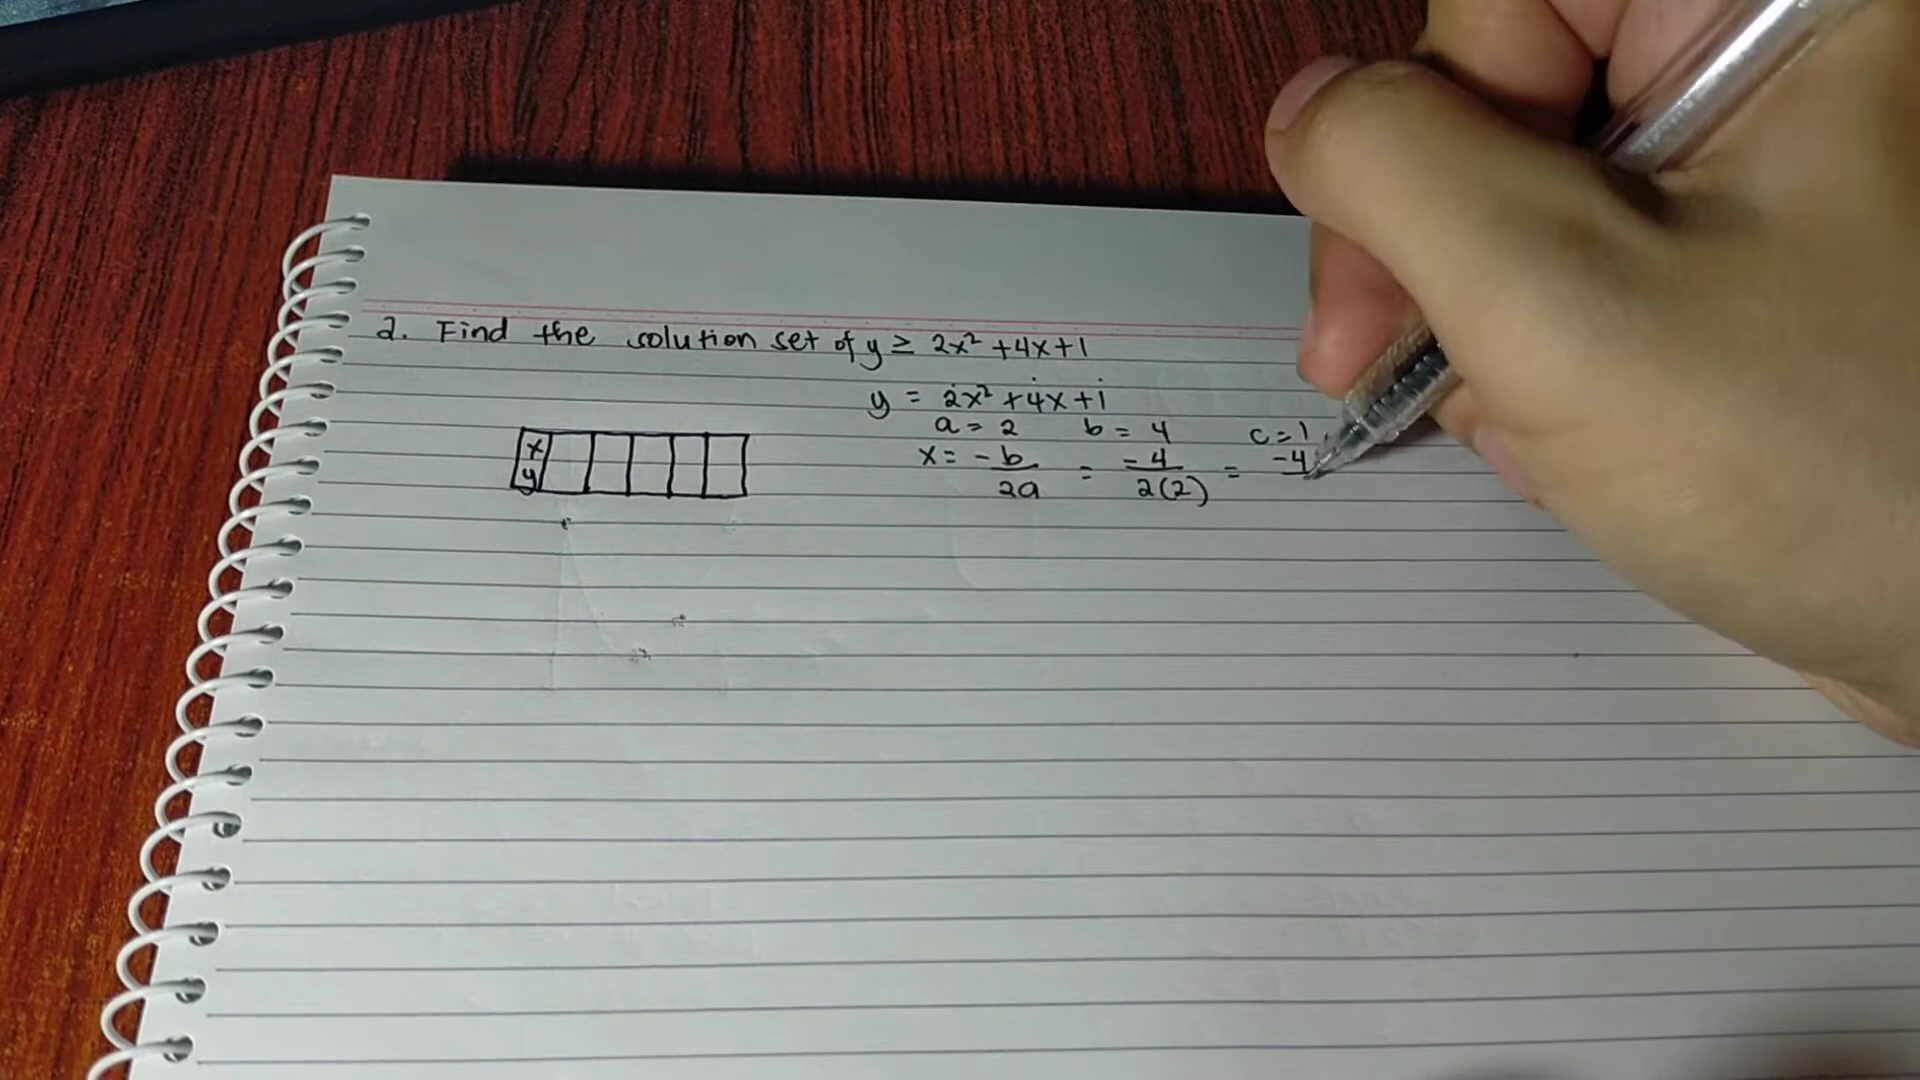 2. Find the solution set of y ≥ 2x² + 4x + 1
y = 2x² + 4x + 1
a = 2 b = 4 c = 1
x = -b/2a = -4/2(2) = -4
x
y